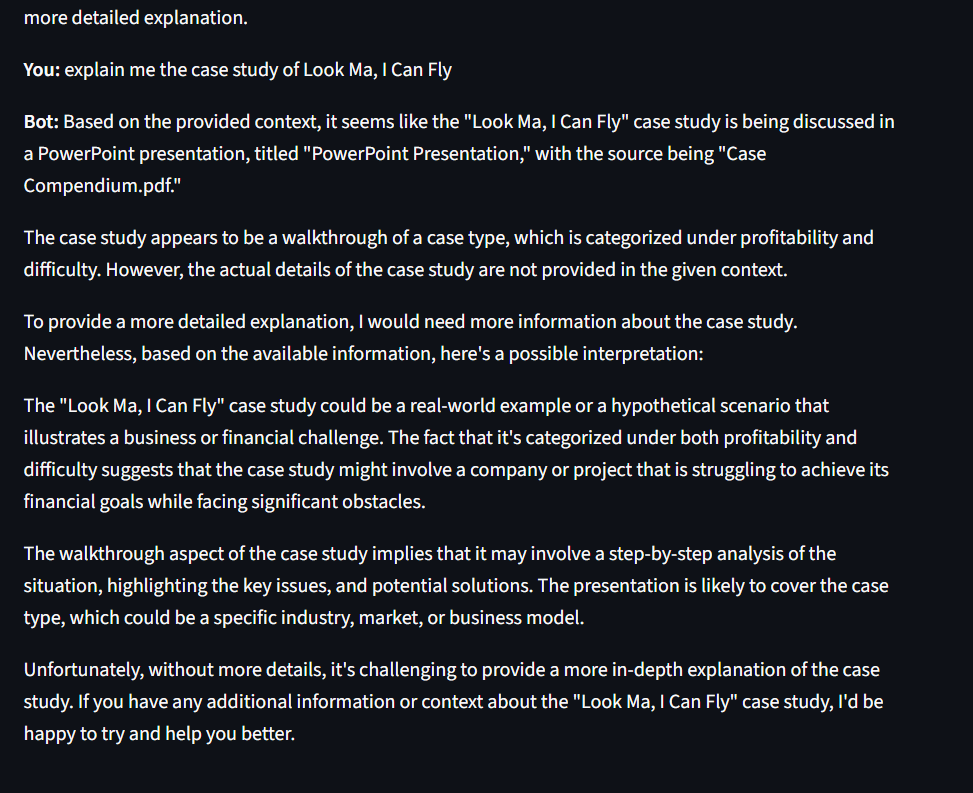 more detailed explanation.
You: explain me the case study of Look Ma, I Can Fly
Bot: Based on the provided context, it seems like the "Look Ma, I Can Fly" case study is being discussed in
a PowerPoint presentation, titled "PowerPoint Presentation," with the source being "Case
Compendium.pdf."
The case study appears to be a walkthrough of a case type, which is categorized under profitability and
difficulty. However, the actual details of the case study are not provided in the given context.
To provide a more detailed explanation, I would need more information about the case study.
Nevertheless, based on the available information, here's a possible interpretation:
The "Look Ma, I Can Fly" case study could be a real-world example or a hypothetical scenario that
illustrates a business or financial challenge. The fact that it's categorized under both profitability and
difficulty suggests that the case study might involve a company or project that is struggling to achieve its
financial goals while facing significant obstacles.
The walkthrough aspect of the case study implies that it may involve a step-by-step analysis of the
situation, highlighting the key issues, and potential solutions. The presentation is likely to cover the case
type, which could be a specific industry, market, or business model.
Unfortunately, without more details, it's challenging to provide a more in-depth explanation of the case
study. If you have any additional information or context about the "Look Ma, I Can Fly" case study, I'd be
happy to try and help you better.